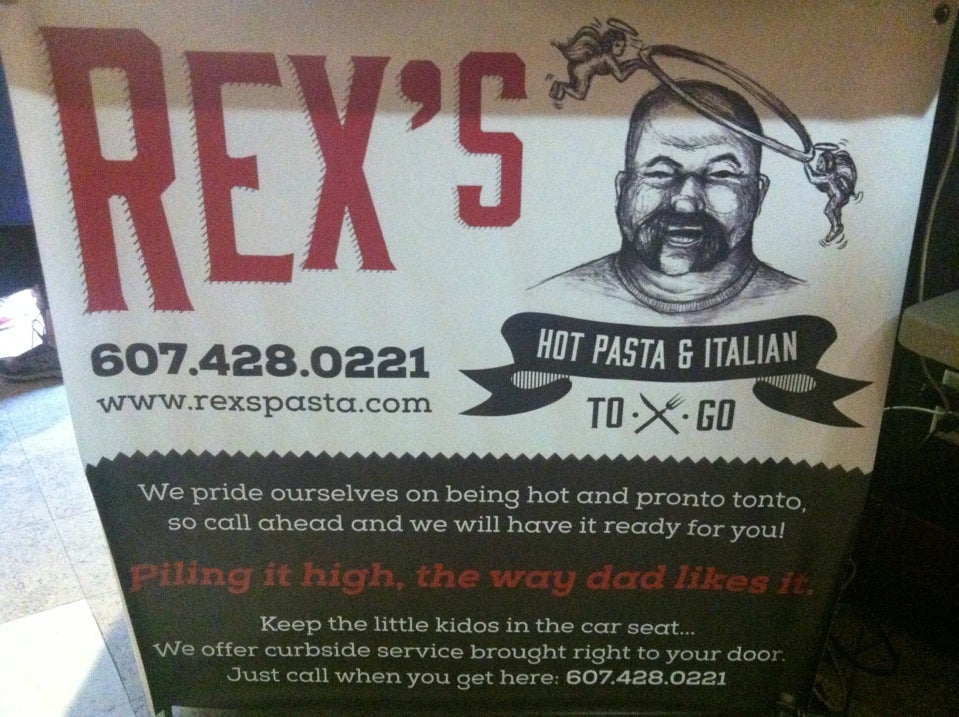 REX'S
607.428.0221
www.rexspasta.com
HOT PASTA & ITALIAN
TO GO
We pride ourselves on being hot and pronto tonto,
so call ahead and we will have it ready for you!
Piling it high, the way dad likes it.
Keep the little kidos in the car seat...
We offer curbside service brought right to your door.
Just call when you get here: 607.428.0221